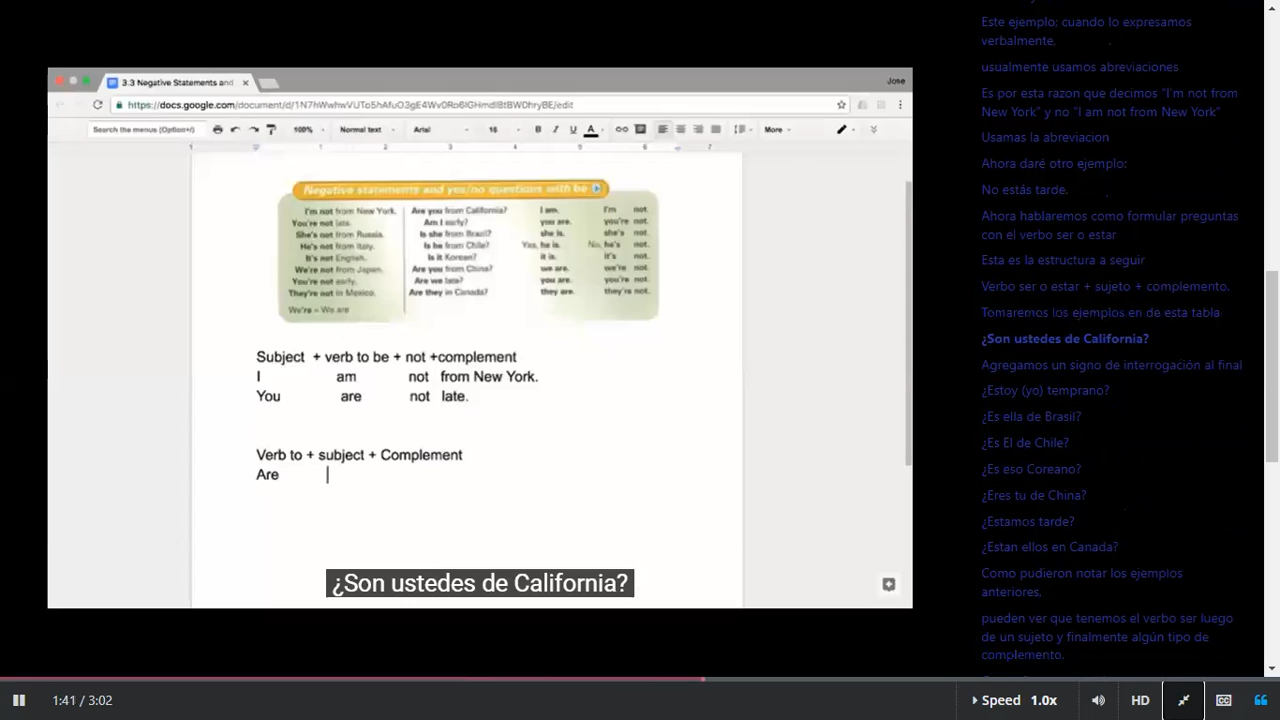 3.3 Negative Statements and
Jose
Search the menus (Option+/)
100%
Normal text
Arial
16
B
I
U
A
More
1
1
2
3
4
5
6
7
Negative statements and yes/no questions with be
I'm not from New York.
You're not late.
She's not from Russia.
He's not from Italy.
It's not English.
We're not from Japan.
You're not early.
They're not in Mexico.
We're = We are
Are you from California?
Am I early?
Is she from Brazil?
Is he from Chile?
Is it Korean?
Are you from China?
Are we late?
Are they in Canada?
I am.
you are.
she is.
Yes, he is.
it is.
we are.
you are.
they are.
I'm not.
you're not.
she's not.
No, he's not.
it's not.
we're not.
you're not.
they're not.
Subject + verb to be + not +complement
I am not from New York.
You are not late.
Verb to + subject + Complement
Are
¿Son ustedes de California?
1:41 / 3:02
Speed 1.0x
HD
CC
Este ejemplo; cuando lo expresamos
verbalmente,
usualmente usamos abreviaciones
Es por esta razon que decimos "I'm not from
New York" y no "I am not from New York"
Usamas la abreviacion
Ahora daré otro ejemplo:
No estás tarde,
Ahora hablaremos como formular preguntas
con el verbo ser o estar
Esta es la estructura a seguir
Verbo ser o estar + sujeto + complemento.
Tomaremos los ejemplos en de esta tabla
¿Son ustedes de California?
Agregamos un signo de interrogación al final
¿Estoy (yo) temprano?
¿Es ella de Brasil?
¿Es Él de Chile?
¿Es eso Coreano?
¿Eres tu de China?
¿Estamos tarde?
¿Estan ellos en Canada?
Como pudieron notar los ejemplos
anteriores,
pueden ver que tenemos el verbo ser luego
de un sujeto y finalmente algún tipo de
complemento.